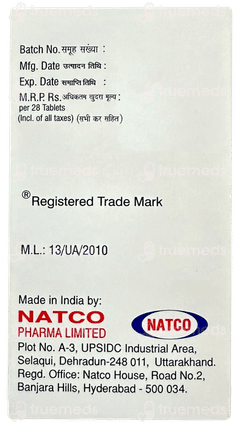 Batch No. समूह संख्या :
Mfg. Date उत्पादन तिथि :
Exp. Date समाप्ति तिथि :
M.R.P. Rs. अधिकतम खुदरा मूल्य :
per 28 Tablets
(Incl. of all taxes) (सभी कर सहित)
®Registered Trade Mark
M.L.: 13/UA/2010
Made in India by:
NATCO
PHARMA LIMITED
NATCO
Plot No. A-3, UPSIDC Industrial Area,
Selaqui, Dehradun-248 011, Uttarakhand.
Regd. Office: Natco House, Road No.2,
Banjara Hills, Hyderabad - 500 034.
truemeds